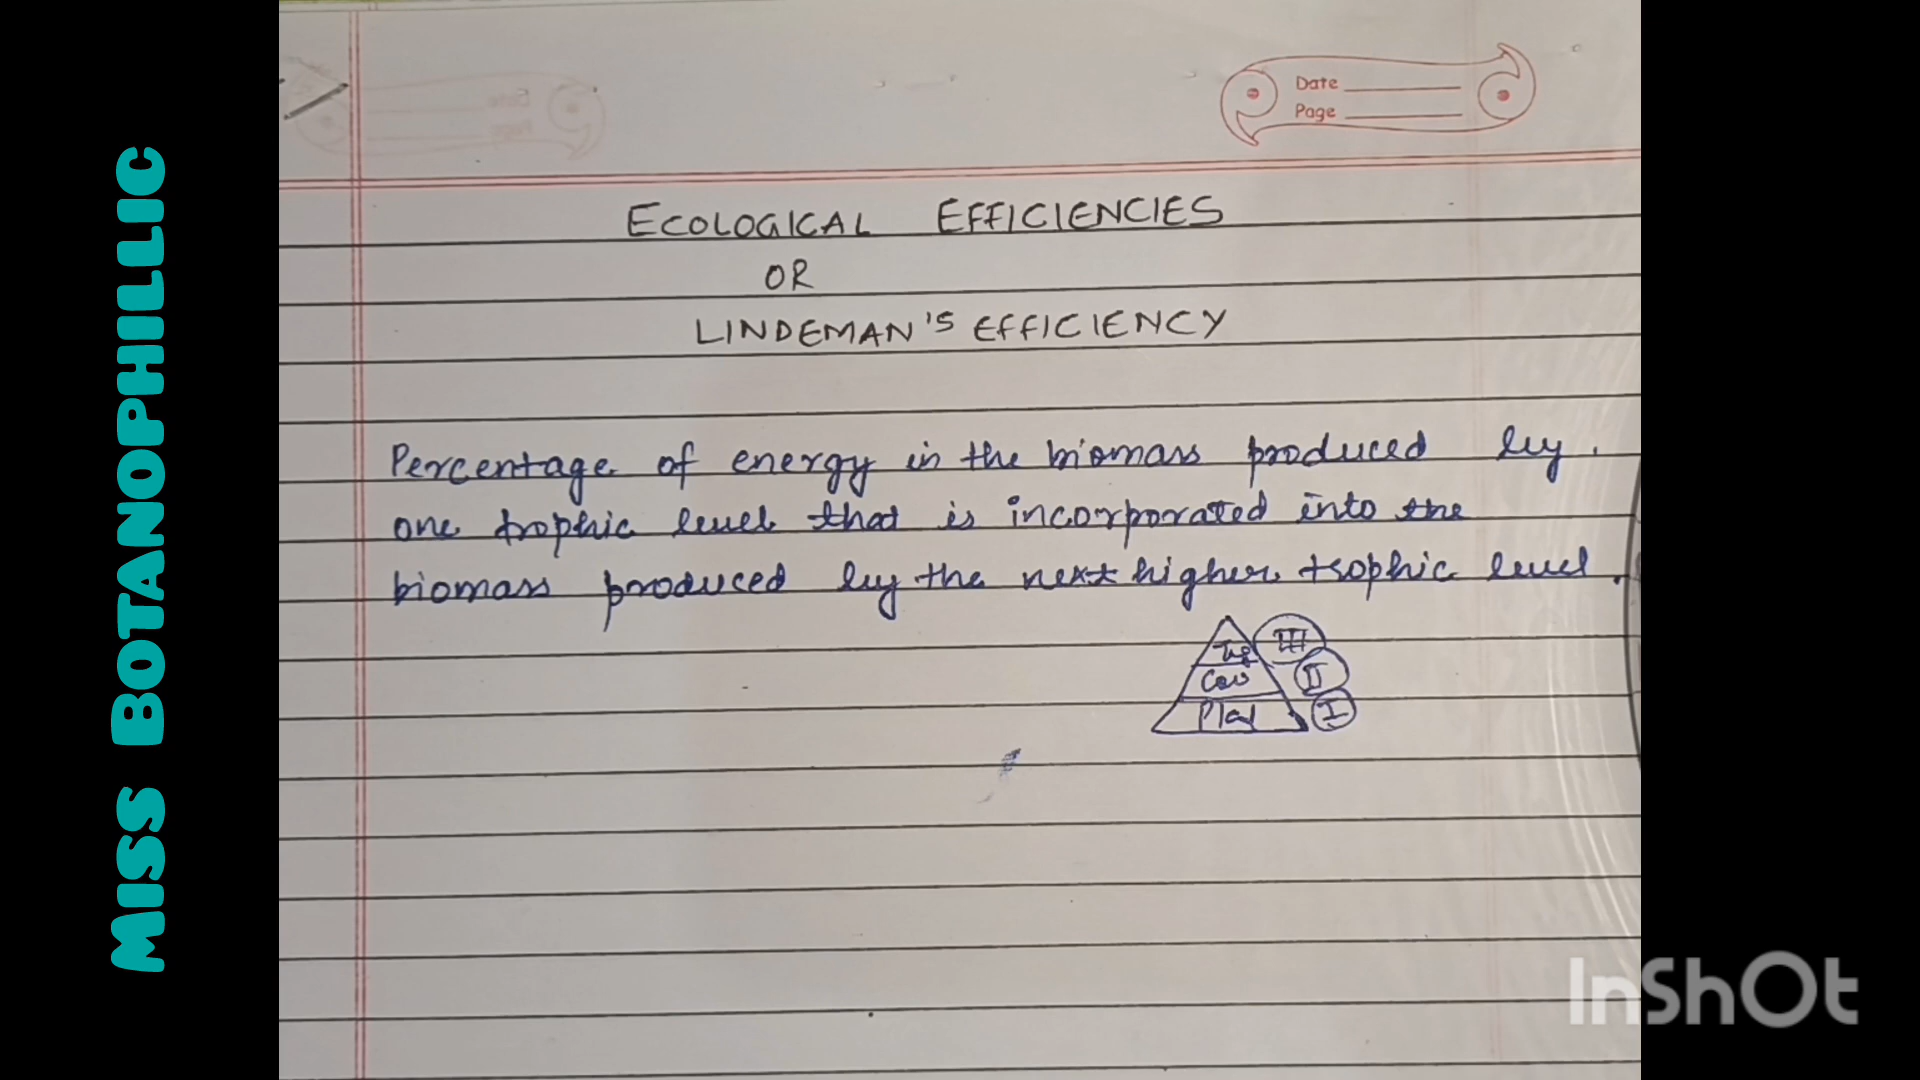 MISS BOTANOPHILLIC
Date
Page
ECOLOGICAL EFFICIENCIES
OR
LINDEMAN'S EFFICIENCY
Percentage of energy in the biomass produced by
one trophic level that is incorporated into the
biomass produced by the next higher trophic level.
III
Cow II
I
InShOt